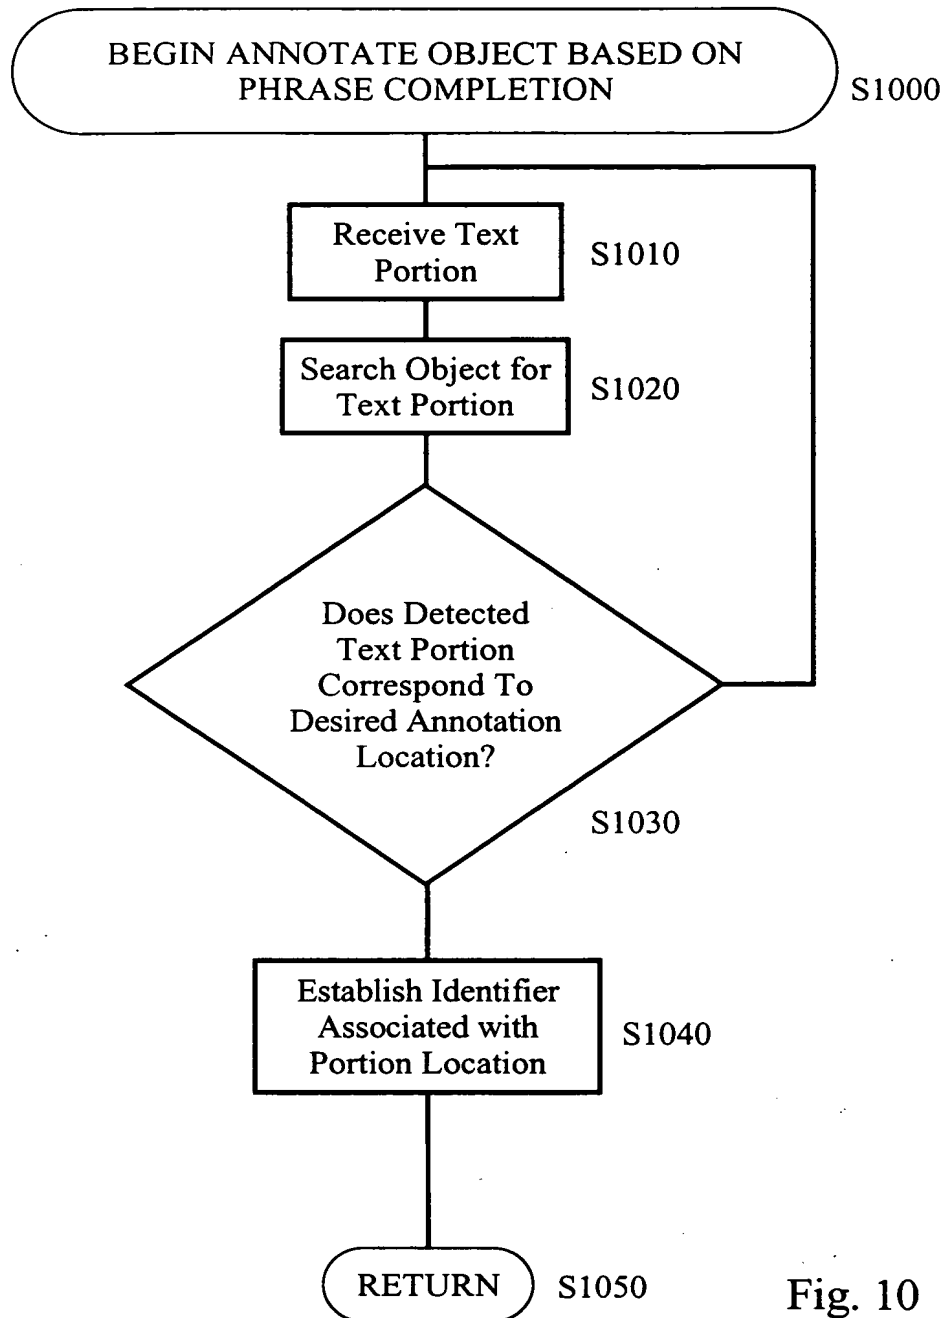 BEGIN ANNOTATE OBJECT BASED ON
PHRASE COMPLETION
S1000
Receive Text
Portion
S1010
Search Object for
Text Portion
S1020
Does Detected
Text Portion
Correspond To
Desired Annotation
Location?
S1030
Establish Identifier
Associated with
Portion Location
S1040
RETURN
S1050
Fig. 10